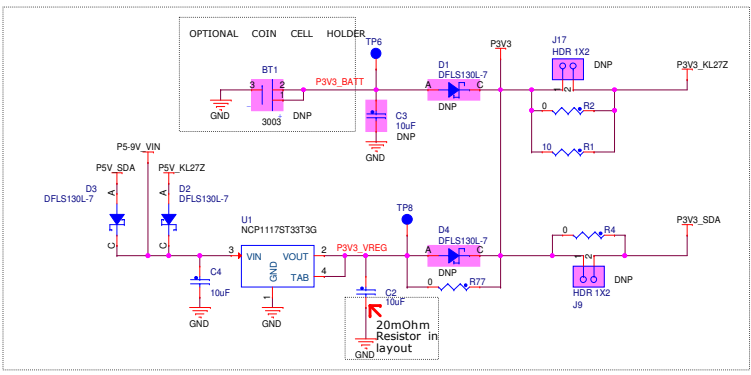 OPTIONAL COIN CELL HOLDER
TP6
BT1
3
2
1
3003
DNP
GND
P3V3_BATT
C3
10uF
DNP
GND
D1
DFLS130L-7
A
C
DNP
P3V3
J17
HDR 1X2
DNP
1
2
P3V3_KL27Z
0
R2
10
R1
P5-9V_VIN
P5V_SDA
P5V_KL27Z
D3
DFLS130L-7
A
C
D2
DFLS130L-7
A
C
C4
10uF
GND
U1
NCP1117ST33T3G
3
VIN
VOUT
2
TAB
4
GND
1
GND
P3V3_VREG
TP8
C2
10uF
20mOhm
Resistor in
layout
GND
D4
DFLS130L-7
A
C
DNP
0
R77
0
R4
P3V3_SDA
1
2
DNP
HDR 1X2
J9